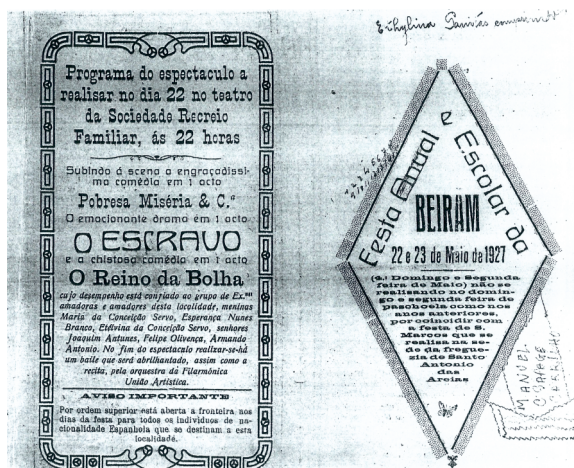 Programa do espectaculo a
realisar no dia 22 no teatro
da Sociedade Recreio
Familiar, ás 22 horas
Subindo á scena a engraçadissi-
ma comédia em 1 acto
Pobresa Miséria & C.ª
O emocionante drama em 1 acto
O ESCRAVO
e a chistosa comédia em 1 acto
O Reino da Bolha
cujo desempenho está confiado ao grupo de Ex.mas
amadoras e amadores desta localidade, meninas
Maria da Conceição Servo, Esperança Nunes
Branco, Etelvina da Conceição Servo, senhores
Joaquim Antunes, Felipe Olivença, Armando
Antonio. No fim do espectaculo realizar-se-há
um baile que será abrilhantado, assim como a
recita, pela orquestra da Filarmónica
União Artística.
AVISO IMPORTANTE
Por ordem superior está aberta a fronteira nos
dias da festa para todos os individuos de na-
cionalidade Espanhola que se destinam a esta
localidade.
Festa Anual e Escolar da
BEIRAM
22 e 23 de Maio de 1927
(4.º Domingo e Segunda
feira de Maio) não se
realisando no domin-
go e segunda feira de
pascoela como nos
anos anteriores,
por coincidir com
a festa de S.
Marcos que se
realisa na sé-
de da fregue-
zia de Santo
Antonio
das
Areias
MANUEL